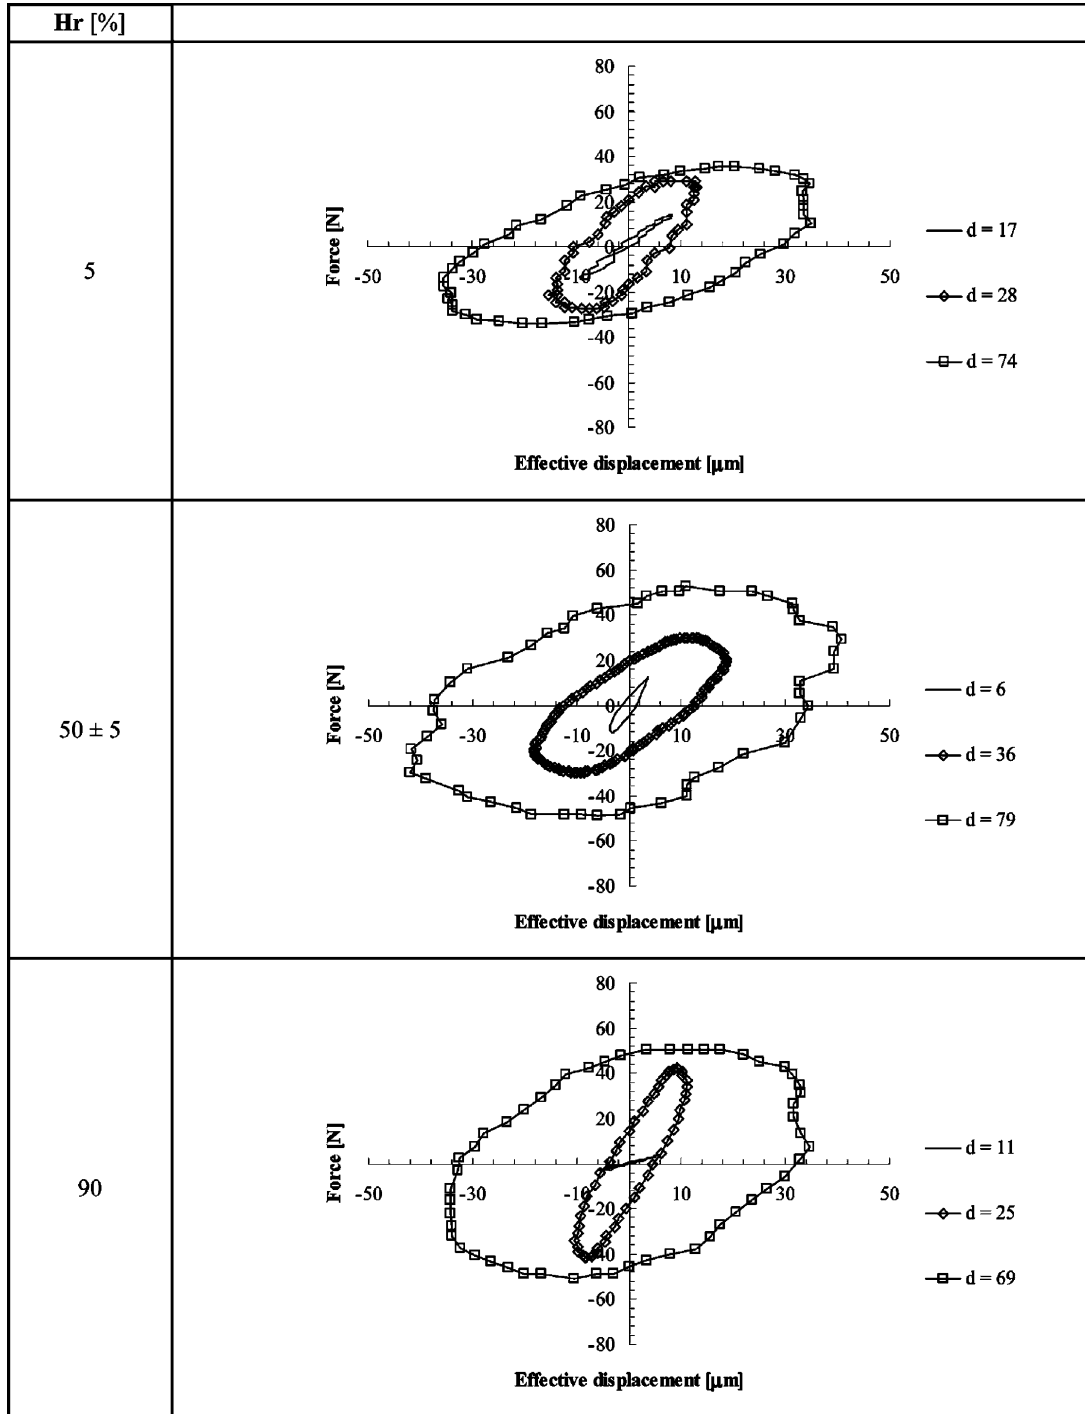 Hr [%]
5
80
60
40
20
0
-20
-40
-60
-80
-50
-30
-10
10
30
50
Force [N]
Effective displacement [μm]
d = 17
d = 28
d = 74
50 ± 5
80
60
40
20
0
-20
-40
-60
-80
-50
-30
-10
10
30
50
Force [N]
Effective displacement [μm]
d = 6
d = 36
d = 79
90
80
60
40
20
0
-20
-40
-60
-80
-50
-30
-10
10
30
50
Force [N]
Effective displacement [μm]
d = 11
d = 25
d = 69